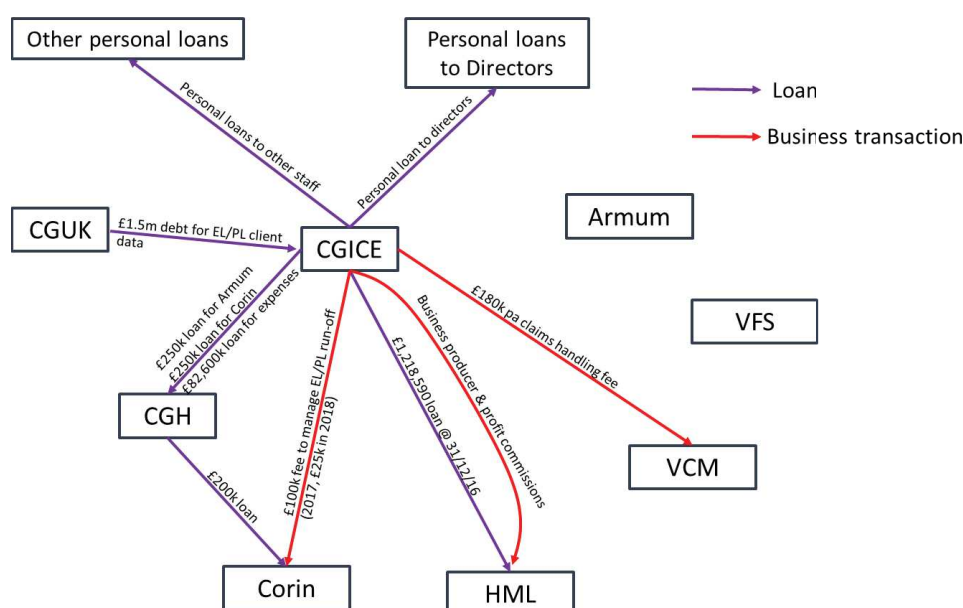 Other personal loans
Personal loans
to Directors
Loan
Business transaction
Personal loans to other staff
Personal loan to directors
Armum
CGUK
£1.5m debt for EL/PL client
data
CGICE
£250k loan for Armum
£250k loan for Corin
£82,600k loan for expenses
£180k pa claims handling fee
VFS
Business producer & profit commissions
£1,218,590 loan @ 31/12/16
£100k fee to manage EL/PL run-off
(2017, £25k in 2018)
CGH
VCM
£200k loan
Corin
HML